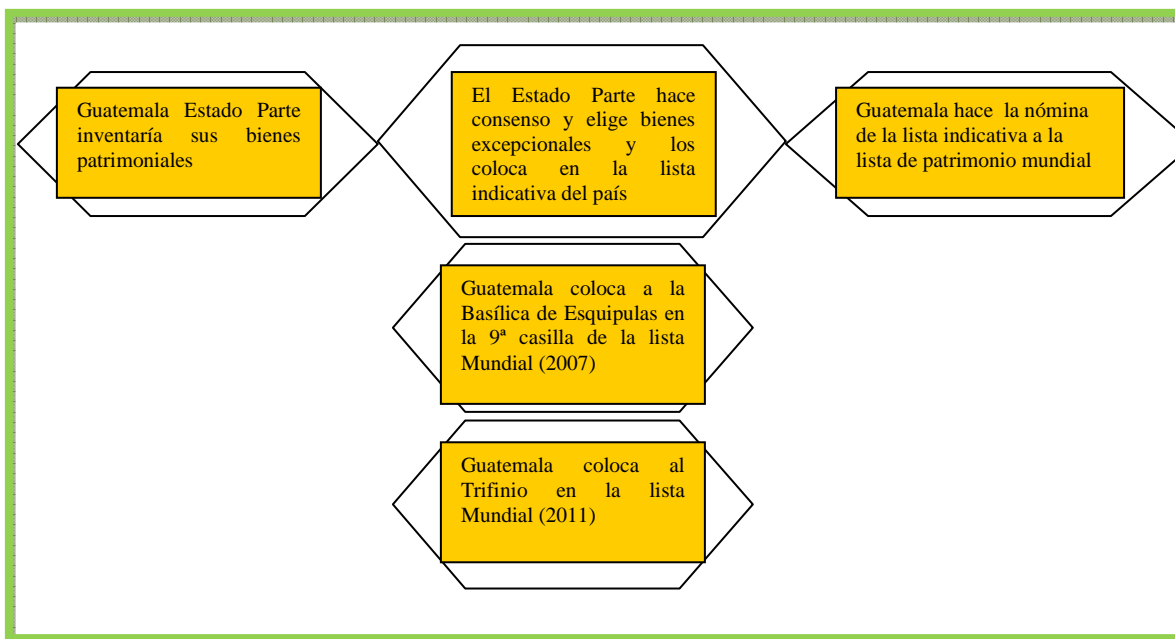 Guatemala Estado Parte
inventaría sus bienes
patrimoniales
El Estado Parte hace
consenso y elige bienes
excepcionales y los
coloca en la lista
indicativa del país
Guatemala hace la nómina
de la lista indicativa a la
lista de patrimonio mundial
Guatemala coloca a la
Basílica de Esquipulas en
la 9ª casilla de la lista
Mundial (2007)
Guatemala coloca al
Trifinio en la lista
Mundial (2011)